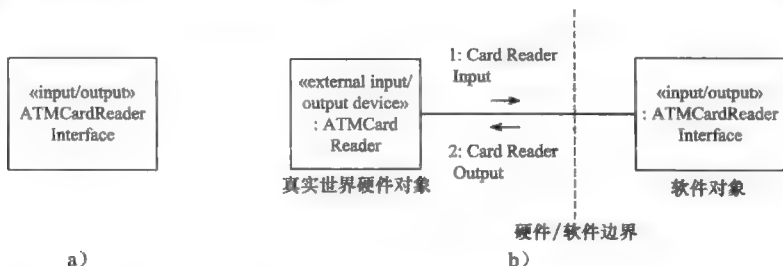 «input/output»
ATMCardReader
Interface
a)
«external input/
output device»
: ATMCard
Reader
真实世界硬件对象
1: Card Reader
Input
2: Card Reader
Output
硬件/软件边界
«input/output»
: ATMCardReader
Interface
软件对象
b)